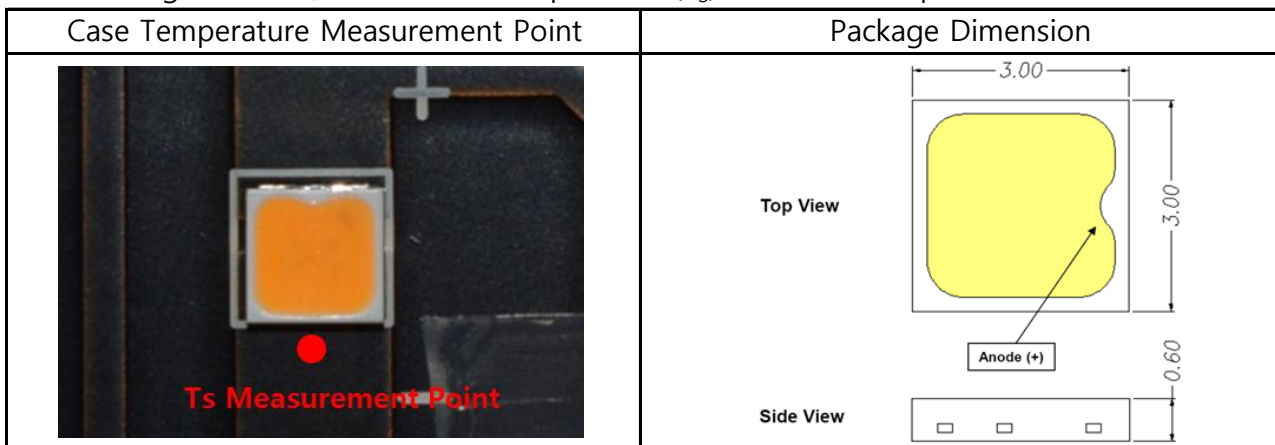 Case Temperature Measurement Point
Package Dimension
Ts Measurement Point
3.00
Top View
3.00
Anode (+)
Side View
0.60